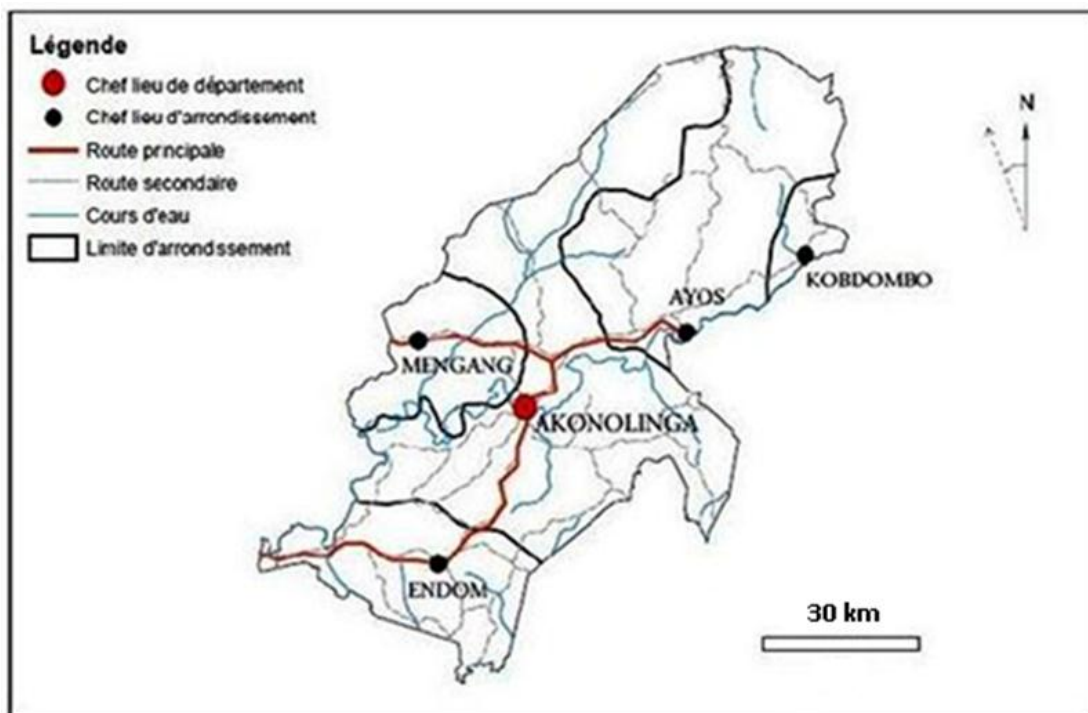 Légende
Chef lieu de département
Chef lieu d'arrondissement
Route principale
Route secondaire
Cours d'eau
Limite d'arrondissement
N
KOBDOMBO
AYOS
MENGANG
AKONOLINGA
ENDOM
30 km